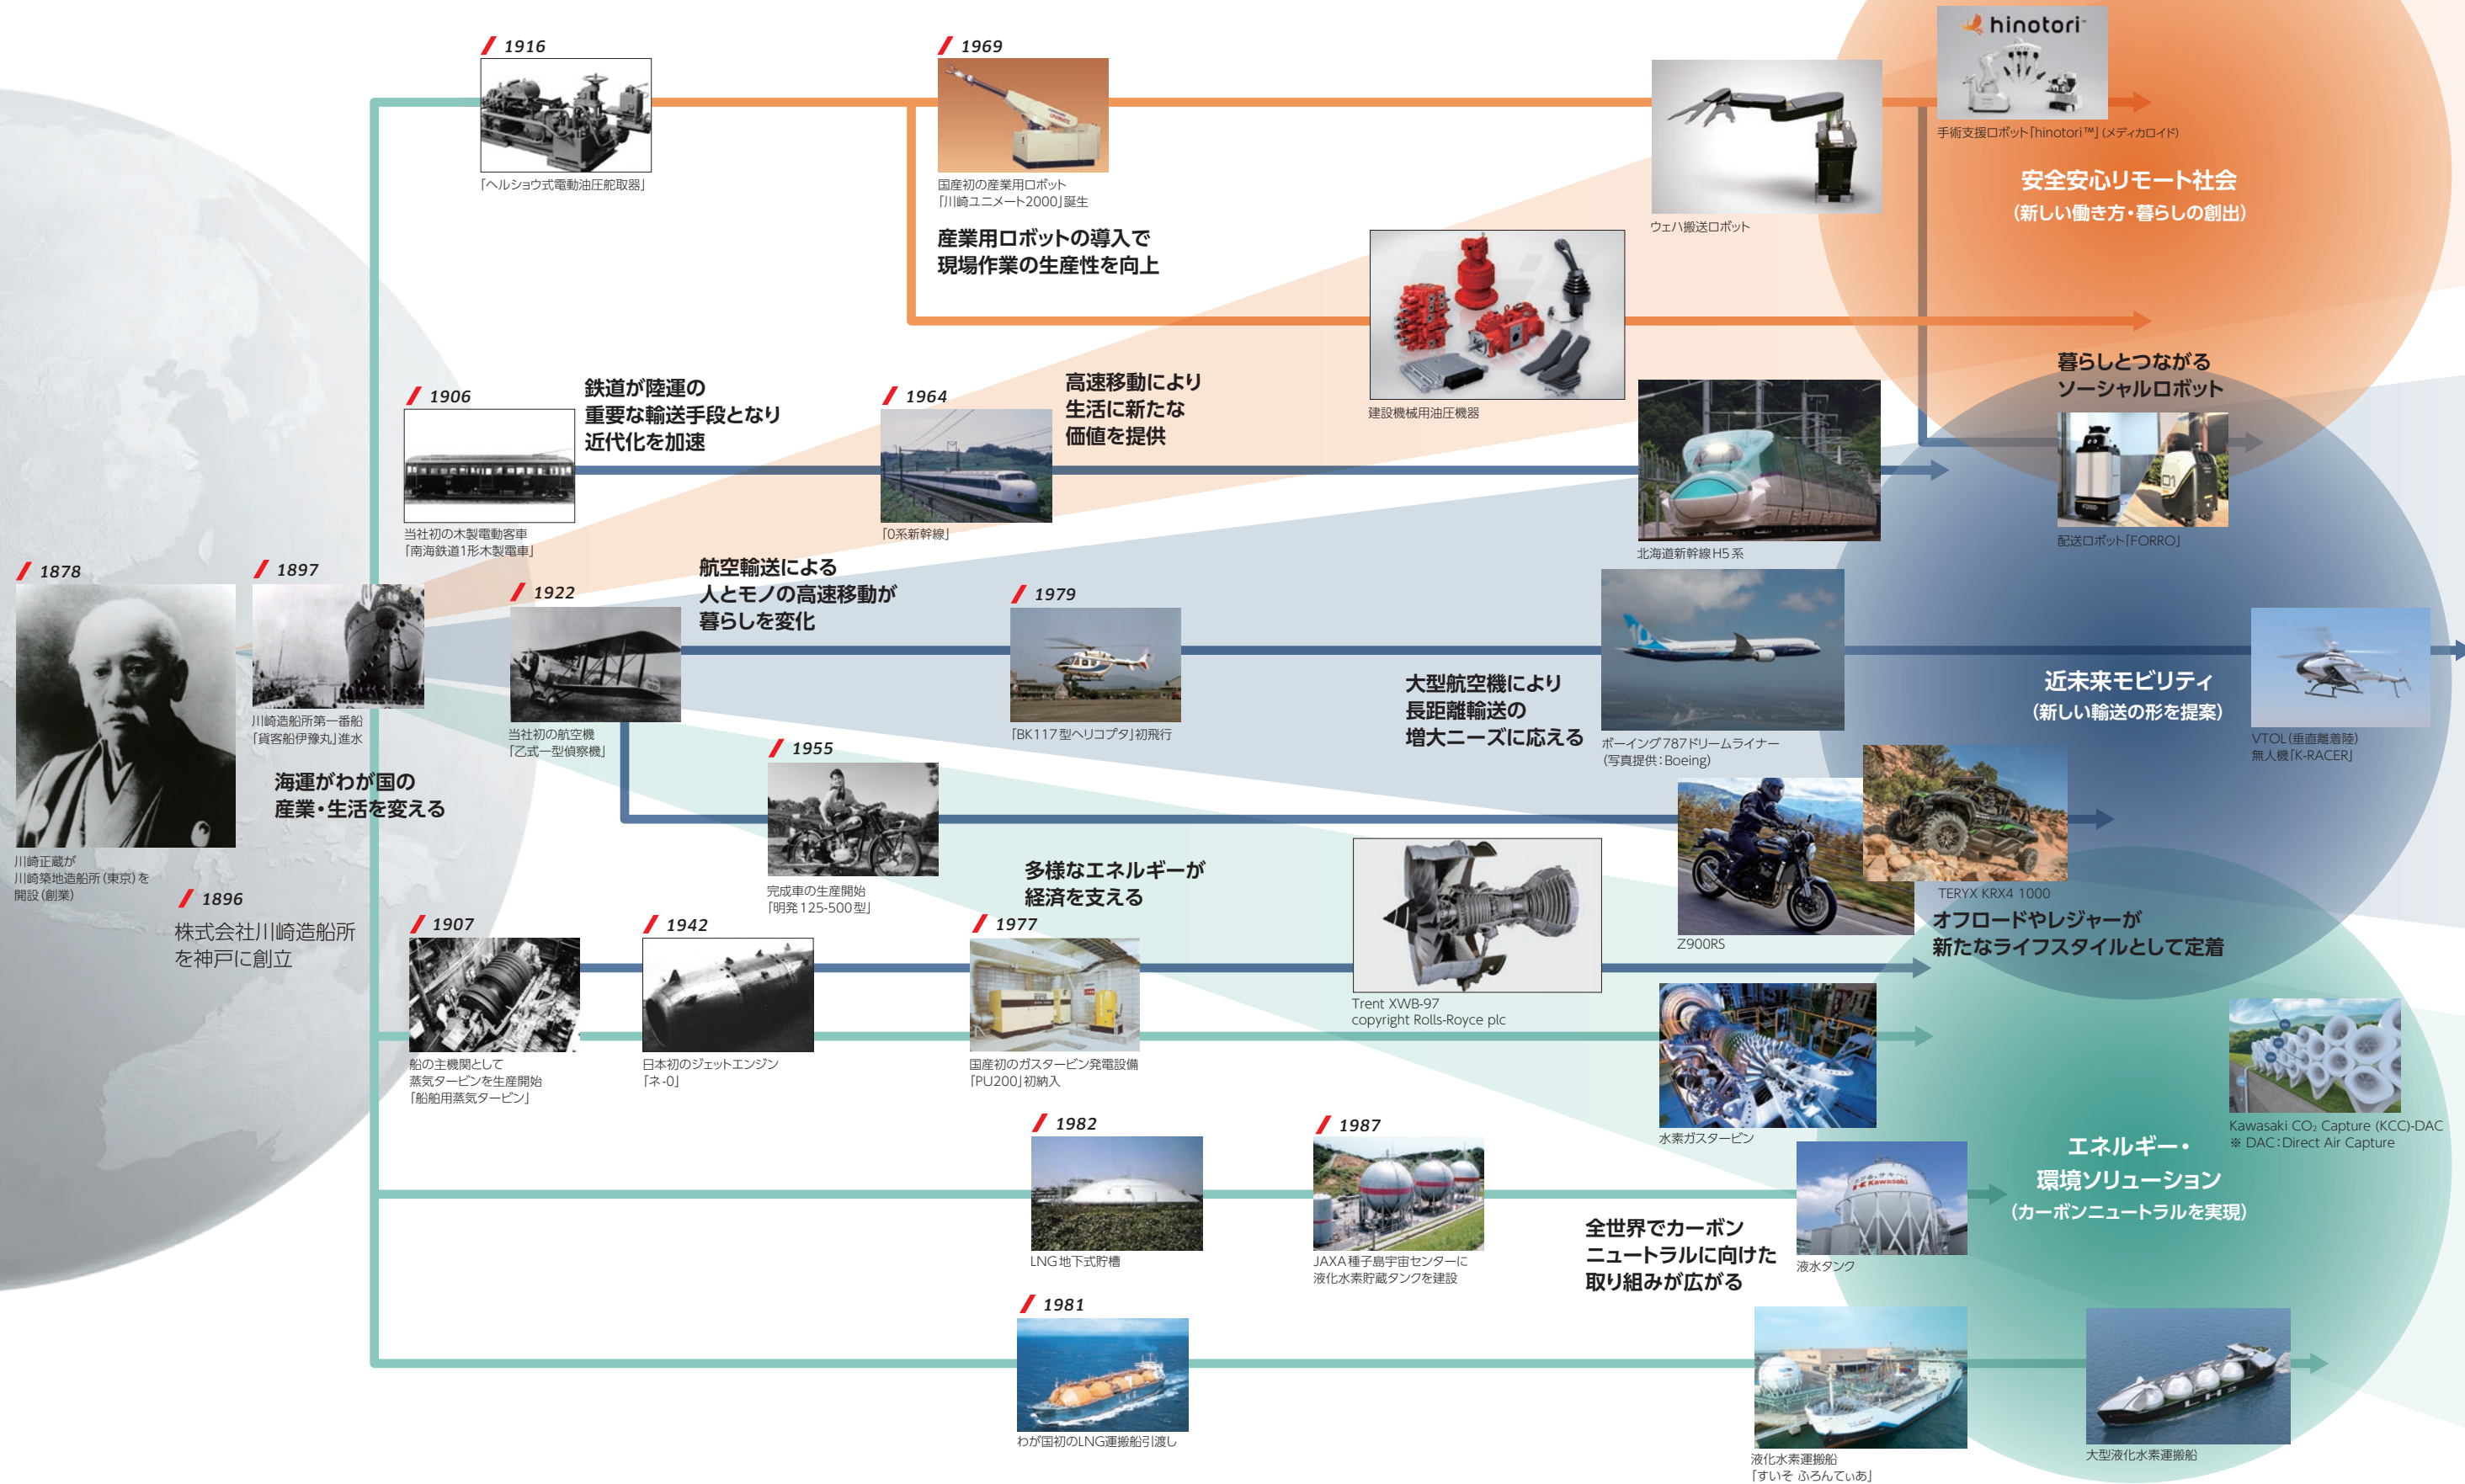 1878
川崎正蔵が
川崎築地造船所(東京)を
開設(創業)
1896
株式会社川崎造船所
を神戸に創立
1897
川崎造船所第一番船
「貨客船伊豫丸」進水
海運がわが国の
産業・生活を変える
1916
「ヘルショウ式電動油圧舵取器」
1969
国産初の産業用ロボット
「川崎ユニメート2000」誕生
産業用ロボットの導入で
現場作業の生産性を向上
ウェハ搬送ロボット
hinotori™
手術支援ロボット「hinotori™」(メディカロイド)
安全安心リモート社会
(新しい働き方・暮らしの創出)
建設機械用油圧機器
1906
当社初の木製電動客車
「南海鉄道1形木製電車」
鉄道が陸運の
重要な輸送手段となり
近代化を加速
1964
「0系新幹線」
高速移動により
生活に新たな
価値を提供
北海道新幹線H5系
暮らしとつながる
ソーシャルロボット
配送ロボット「FORRO」
1922
当社初の航空機
「乙式一型偵察機」
航空輸送による
人とモノの高速移動が
暮らしを変化
1979
「BK117型ヘリコプタ」初飛行
大型航空機により
長距離輸送の
増大ニーズに応える
ボーイング787ドリームライナー
(写真提供:Boeing)
近未来モビリティ
(新しい輸送の形を提案)
VTOL(垂直離着陸)
無人機「K-RACER」
1955
完成車の生産開始
「明発125-500型」
Z900RS
TERYX KRX4 1000
オフロードやレジャーが
新たなライフスタイルとして定着
1907
船の主機関として
蒸気タービンを生産開始
「船舶用蒸気タービン」
1942
日本初のジェットエンジン
「ネ-0」
多様なエネルギーが
経済を支える
1977
国産初のガスタービン発電設備
「PU200」初納入
Trent XWB-97
copyright Rolls-Royce plc
水素ガスタービン
Kawasaki CO₂ Capture (KCC)-DAC
※ DAC:Direct Air Capture
エネルギー・
環境ソリューション
(カーボンニュートラルを実現)
1982
LNG地下式貯槽
1987
JAXA種子島宇宙センターに
液化水素貯蔵タンクを建設
全世界でカーボン
ニュートラルに向けた
取り組みが広がる
Kawasaki
液水タンク
1981
わが国初のLNG運搬船引渡し
液化水素運搬船
「すいそ ふろんてぃあ」
大型液化水素運搬船